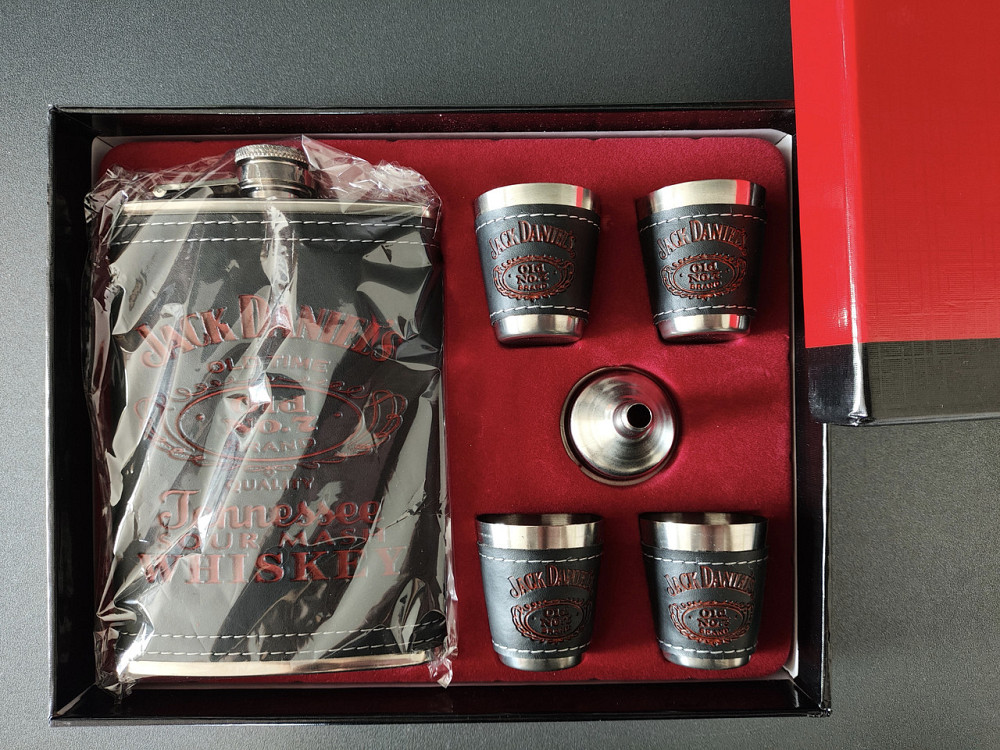 JACK DANIEL'S
OLD TIME
Old
No.7
BRAND
QUALITY
Tennessee
SOUR MASH
WHISKEY
JACK DANIEL'S
Old
No.7
BRAND
JACK DANIEL'S
Old
No.7
BRAND
JACK DANIEL'S
Old
No.7
BRAND
JACK DANIEL'S
Old
No.7
BRAND